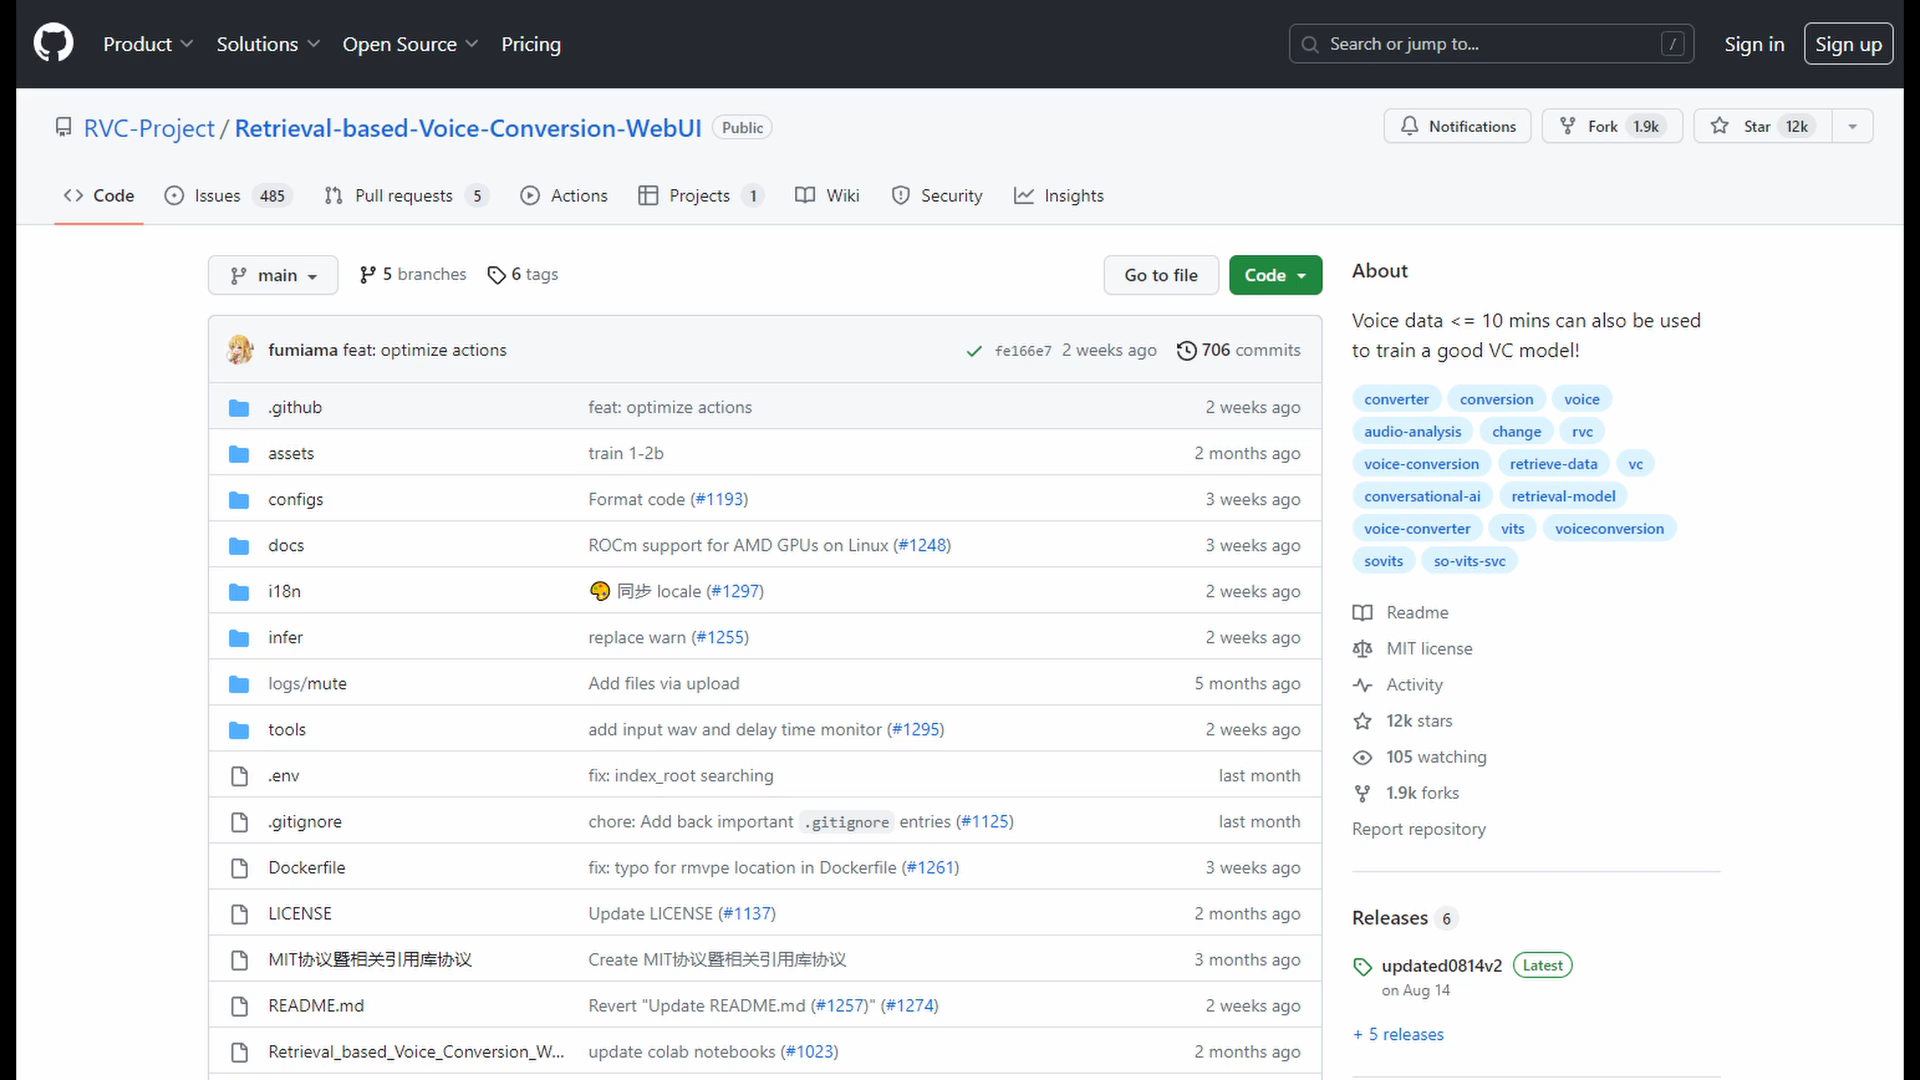 Product Solutions Open Source Pricing Search or jump to... / Sign in Sign up
RVC-Project / Retrieval-based-Voice-Conversion-WebUI Public Notifications Fork 1.9k Star 12k
Code Issues 485 Pull requests 5 Actions Projects 1 Wiki Security Insights
main 5 branches 6 tags Go to file Code
fumiama feat: optimize actions fe166e7 2 weeks ago 706 commits
.github feat: optimize actions 2 weeks ago
assets train 1-2b 2 months ago
configs Format code (#1193) 3 weeks ago
docs ROCm support for AMD GPUs on Linux (#1248) 3 weeks ago
i18n 🎨 同步 locale (#1297) 2 weeks ago
infer replace warn (#1255) 2 weeks ago
logs/mute Add files via upload 5 months ago
tools add input wav and delay time monitor (#1295) 2 weeks ago
.env fix: index_root searching last month
.gitignore chore: Add back important .gitignore entries (#1125) last month
Dockerfile fix: typo for rmvpe location in Dockerfile (#1261) 3 weeks ago
LICENSE Update LICENSE (#1137) 2 months ago
MIT协议暨相关引用库协议 Create MIT协议暨相关引用库协议 3 months ago
README.md Revert "Update README.md (#1257)" (#1274) 2 weeks ago
Retrieval_based_Voice_Conversion_W... update colab notebooks (#1023) 2 months ago
About
Voice data <= 10 mins can also be used
to train a good VC model!
converter conversion voice
audio-analysis change rvc
voice-conversion retrieve-data vc
conversational-ai retrieval-model
voice-converter vits voiceconversion
sovits so-vits-svc
Readme
MIT license
Activity
12k stars
105 watching
1.9k forks
Report repository
Releases 6
updated0814v2 Latest
on Aug 14
+ 5 releases